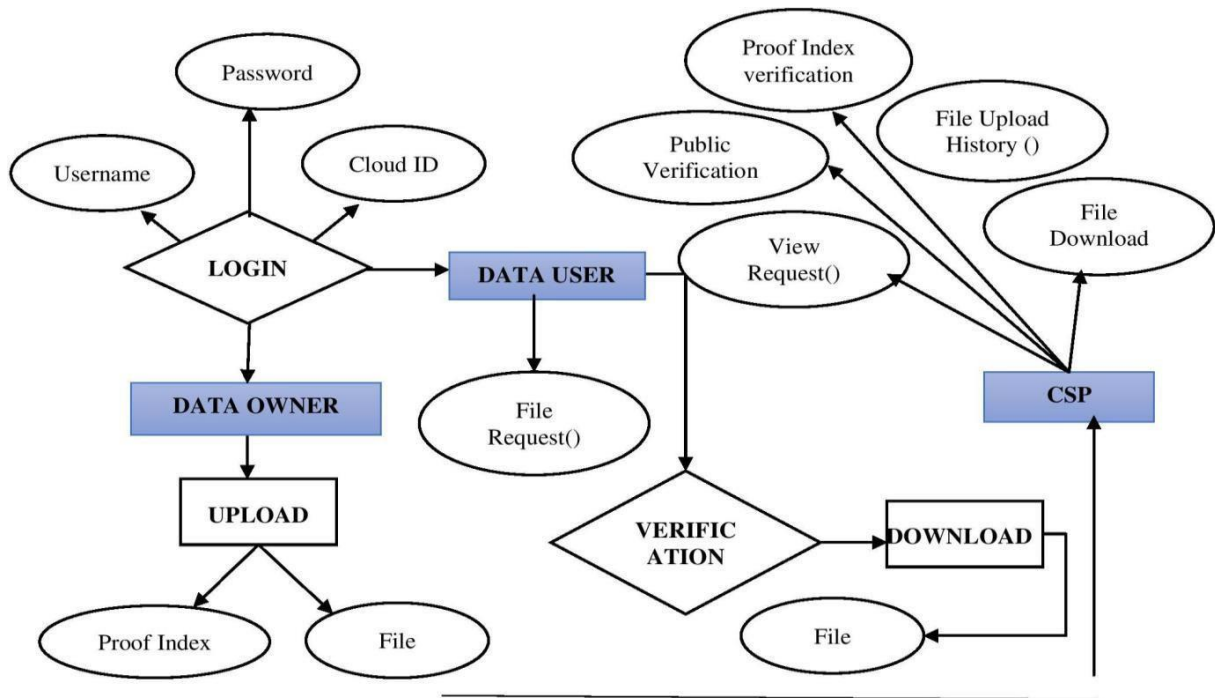 Password
Username
Cloud ID
LOGIN
DATA OWNER
UPLOAD
Proof Index
File
DATA USER
File
Request()
VERIFIC
ATION
DOWNLOAD
File
Proof Index
verification
Public
Verification
File Upload
History ()
View
Request()
File
Download
CSP